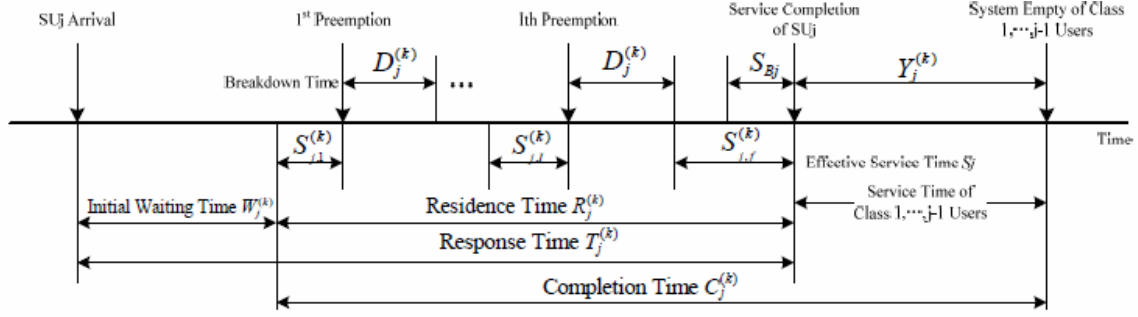 SUj Arrival
1st Preemption
Ith Preemption
Service Completion
of SUj
System Empty of Class
1,⋯,j-1 Users
Breakdown Time
D_j^(k)
...
D_j^(k)
S_Bj
Y_j^(k)
Time
S_j,1^(k)
S_j,I^(k)
S_j,f^(k)
Effective Service Time Sj
Initial Waiting Time W_j^(k)
Residence Time R_j^(k)
Service Time of
Class 1,⋯,j-1 Users
Response Time T_j^(k)
Completion Time C_j^(k)